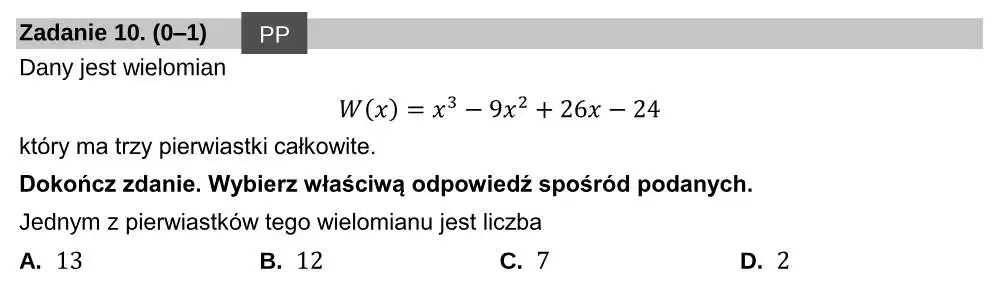 Zadanie 10. (0–1) PP
Dany jest wielomian
W(x) = x³ − 9x² + 26x − 24
który ma trzy pierwiastki całkowite.
Dokończ zdanie. Wybierz właściwą odpowiedź spośród podanych.
Jednym z pierwiastków tego wielomianu jest liczba
A. 13 B. 12 C. 7 D. 2